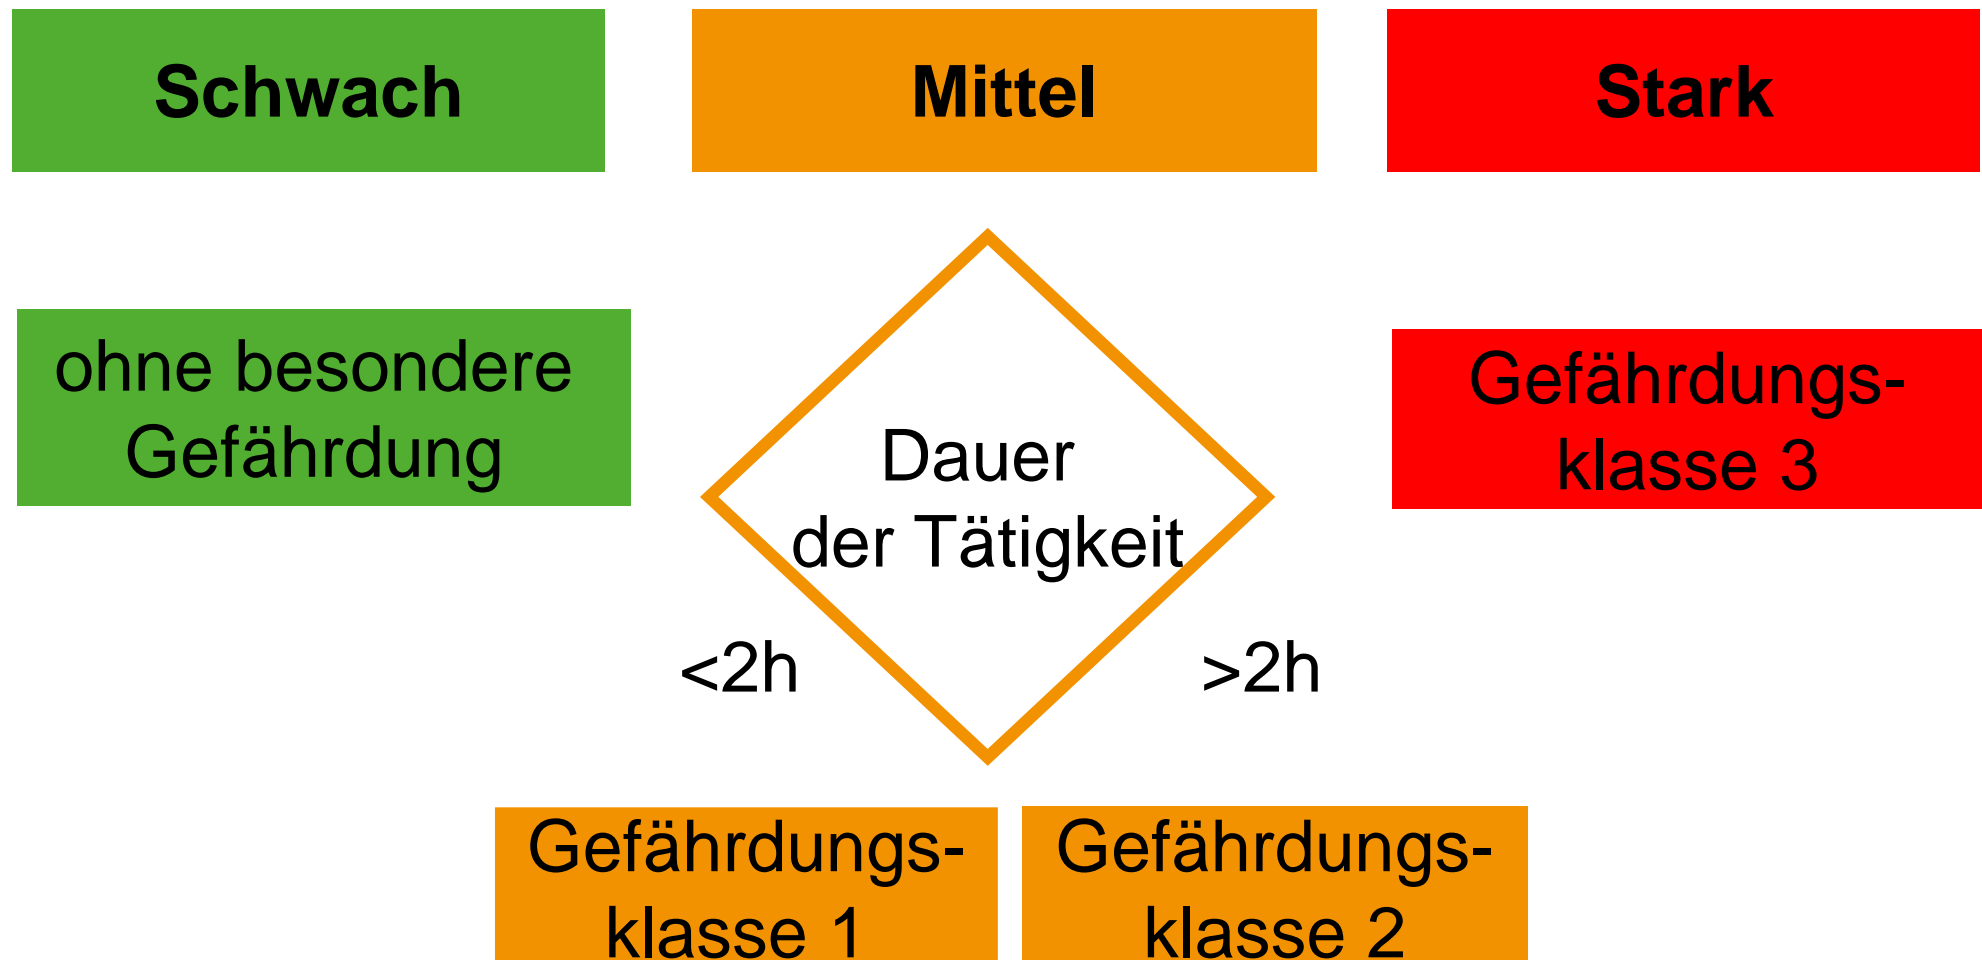 Schwach
Mittel
Stark
ohne besondere
Gefährdung
Dauer
der Tätigkeit
Gefährdungs-
klasse 3
<2h
>2h
Gefährdungs-
klasse 1
Gefährdungs-
klasse 2